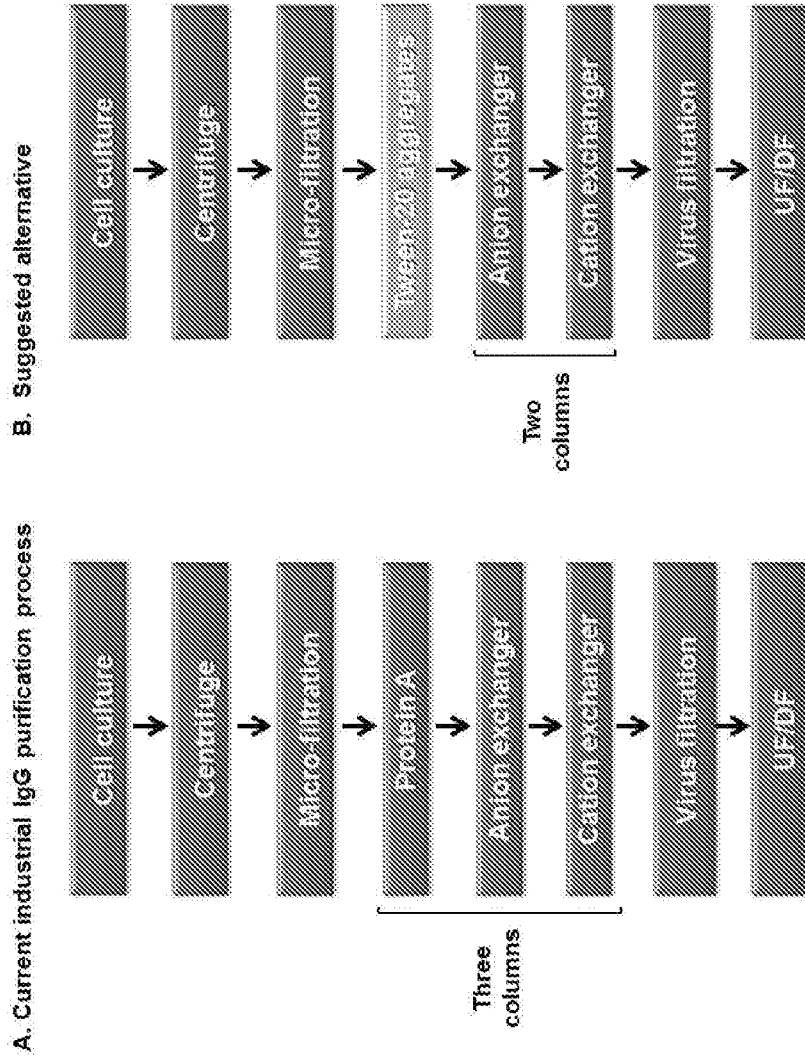 A. Current industrial IgG purification process
Cell culture
Centrifuge
Micro-filtration
Protein A
Anion exchanger
Cation exchanger
Virus filtration
UF/DF
Three
columns
B. Suggested alternative
Cell culture
Centrifuge
Micro-filtration
Tween-20 aggregates
Anion exchanger
Cation exchanger
Virus filtration
UF/DF
Two
columns